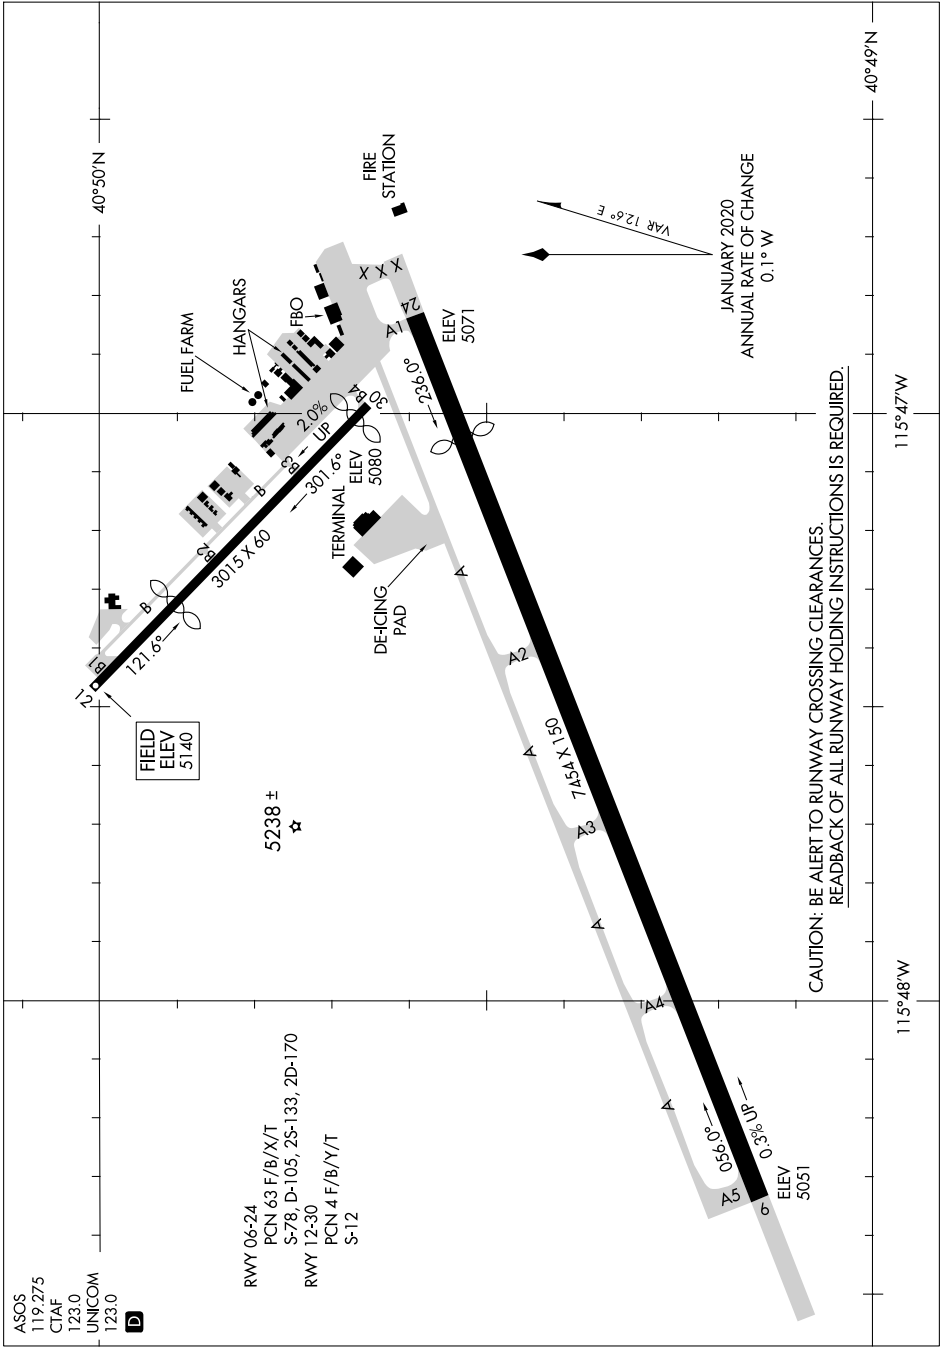 ASOS
119.275
CTAF
123.0
UNICOM
123.0
D
RWY 06-24
PCN 63 F/B/X/T
S-78, D-105, 2S-133, 2D-170
RWY 12-30
PCN 4 F/B/Y/T
S-12
40°50'N
40°49'N
115°48'W
115°47'W
5238 ±
FIELD
ELEV
5140
12
B1
121.6°
B
3015 X 60
B2
B
B3
301.6°
UP
2.0%
B4
30
ELEV
5080
FUEL FARM
HANGARS
FBO
FIRE
STATION
TERMINAL
DE-ICING
PAD
X
X
X
A1
24
ELEV
5071
236.0°
A
A2
A
7454 X 150
A3
A
A4
A
056.0°
0.3% UP
A5
6
ELEV
5051
VAR 12.6° E
JANUARY 2020
ANNUAL RATE OF CHANGE
0.1° W
CAUTION: BE ALERT TO RUNWAY CROSSING CLEARANCES.
READBACK OF ALL RUNWAY HOLDING INSTRUCTIONS IS REQUIRED.